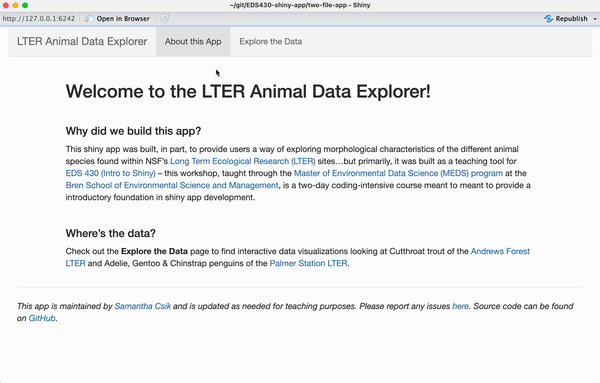 ~/git/EDS430-shiny-app/two-file-app - Shiny
http://127.0.0.1:6242 Open in Browser Republish
LTER Animal Data Explorer About this App Explore the Data
Welcome to the LTER Animal Data Explorer!
Why did we build this app?
This shiny app was built, in part, to provide users a way of exploring morphological characteristics of the different animal
species found within NSF's Long Term Ecological Research (LTER) sites…but primarily, it was built as a teaching tool for
EDS 430 (Intro to Shiny) – this workshop, taught through the Master of Environmental Data Science (MEDS) program at the
Bren School of Environmental Science and Management, is a two-day coding-intensive course meant to meant to provide a
introductory foundation in shiny app development.
Where's the data?
Check out the Explore the Data page to find interactive data visualizations looking at Cutthroat trout of the Andrews Forest
LTER and Adelie, Gentoo & Chinstrap penguins of the Palmer Station LTER.
This app is maintained by Samantha Csik and is updated as needed for teaching purposes. Please report any issues here. Source code can be found
on GitHub.